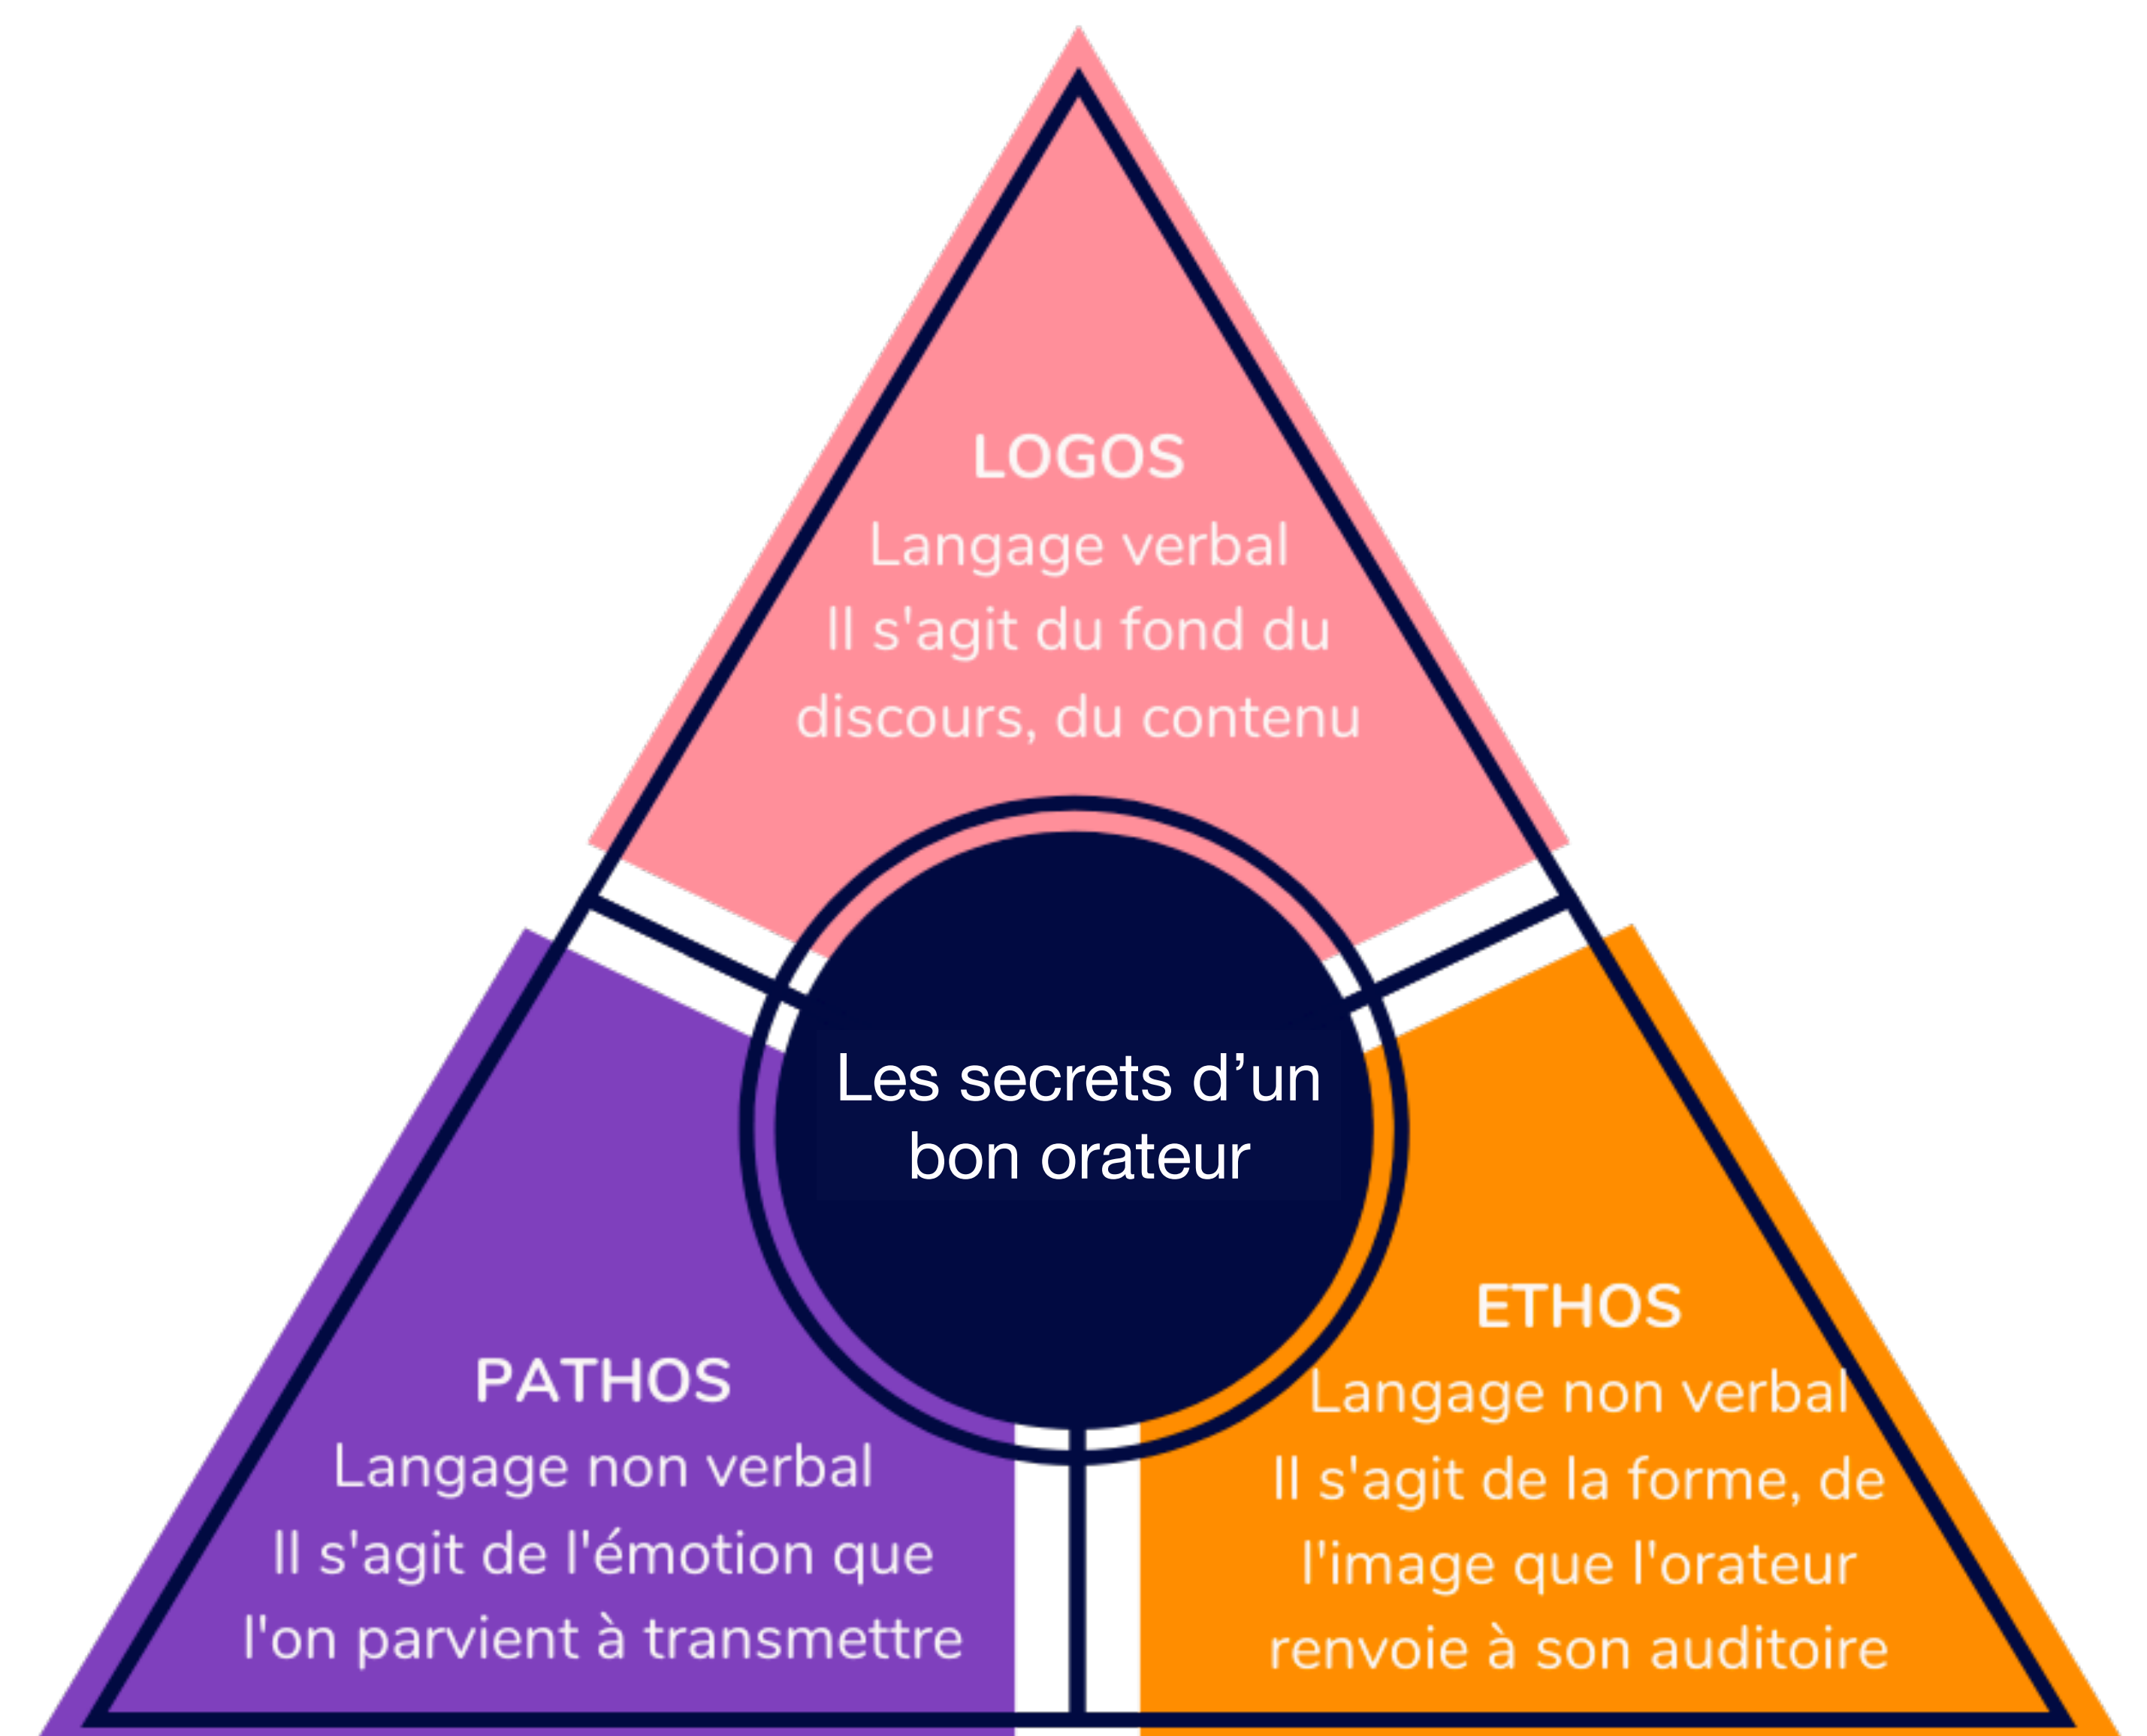 LOGOS
Langage verbal
Il s'agit du fond du
discours, du contenu
Les secrets d’un
bon orateur
PATHOS
Langage non verbal
Il s'agit de l'émotion que
l'on parvient à transmettre
ETHOS
Langage non verbal
Il s'agit de la forme, de
l'image que l'orateur
renvoie à son auditoire